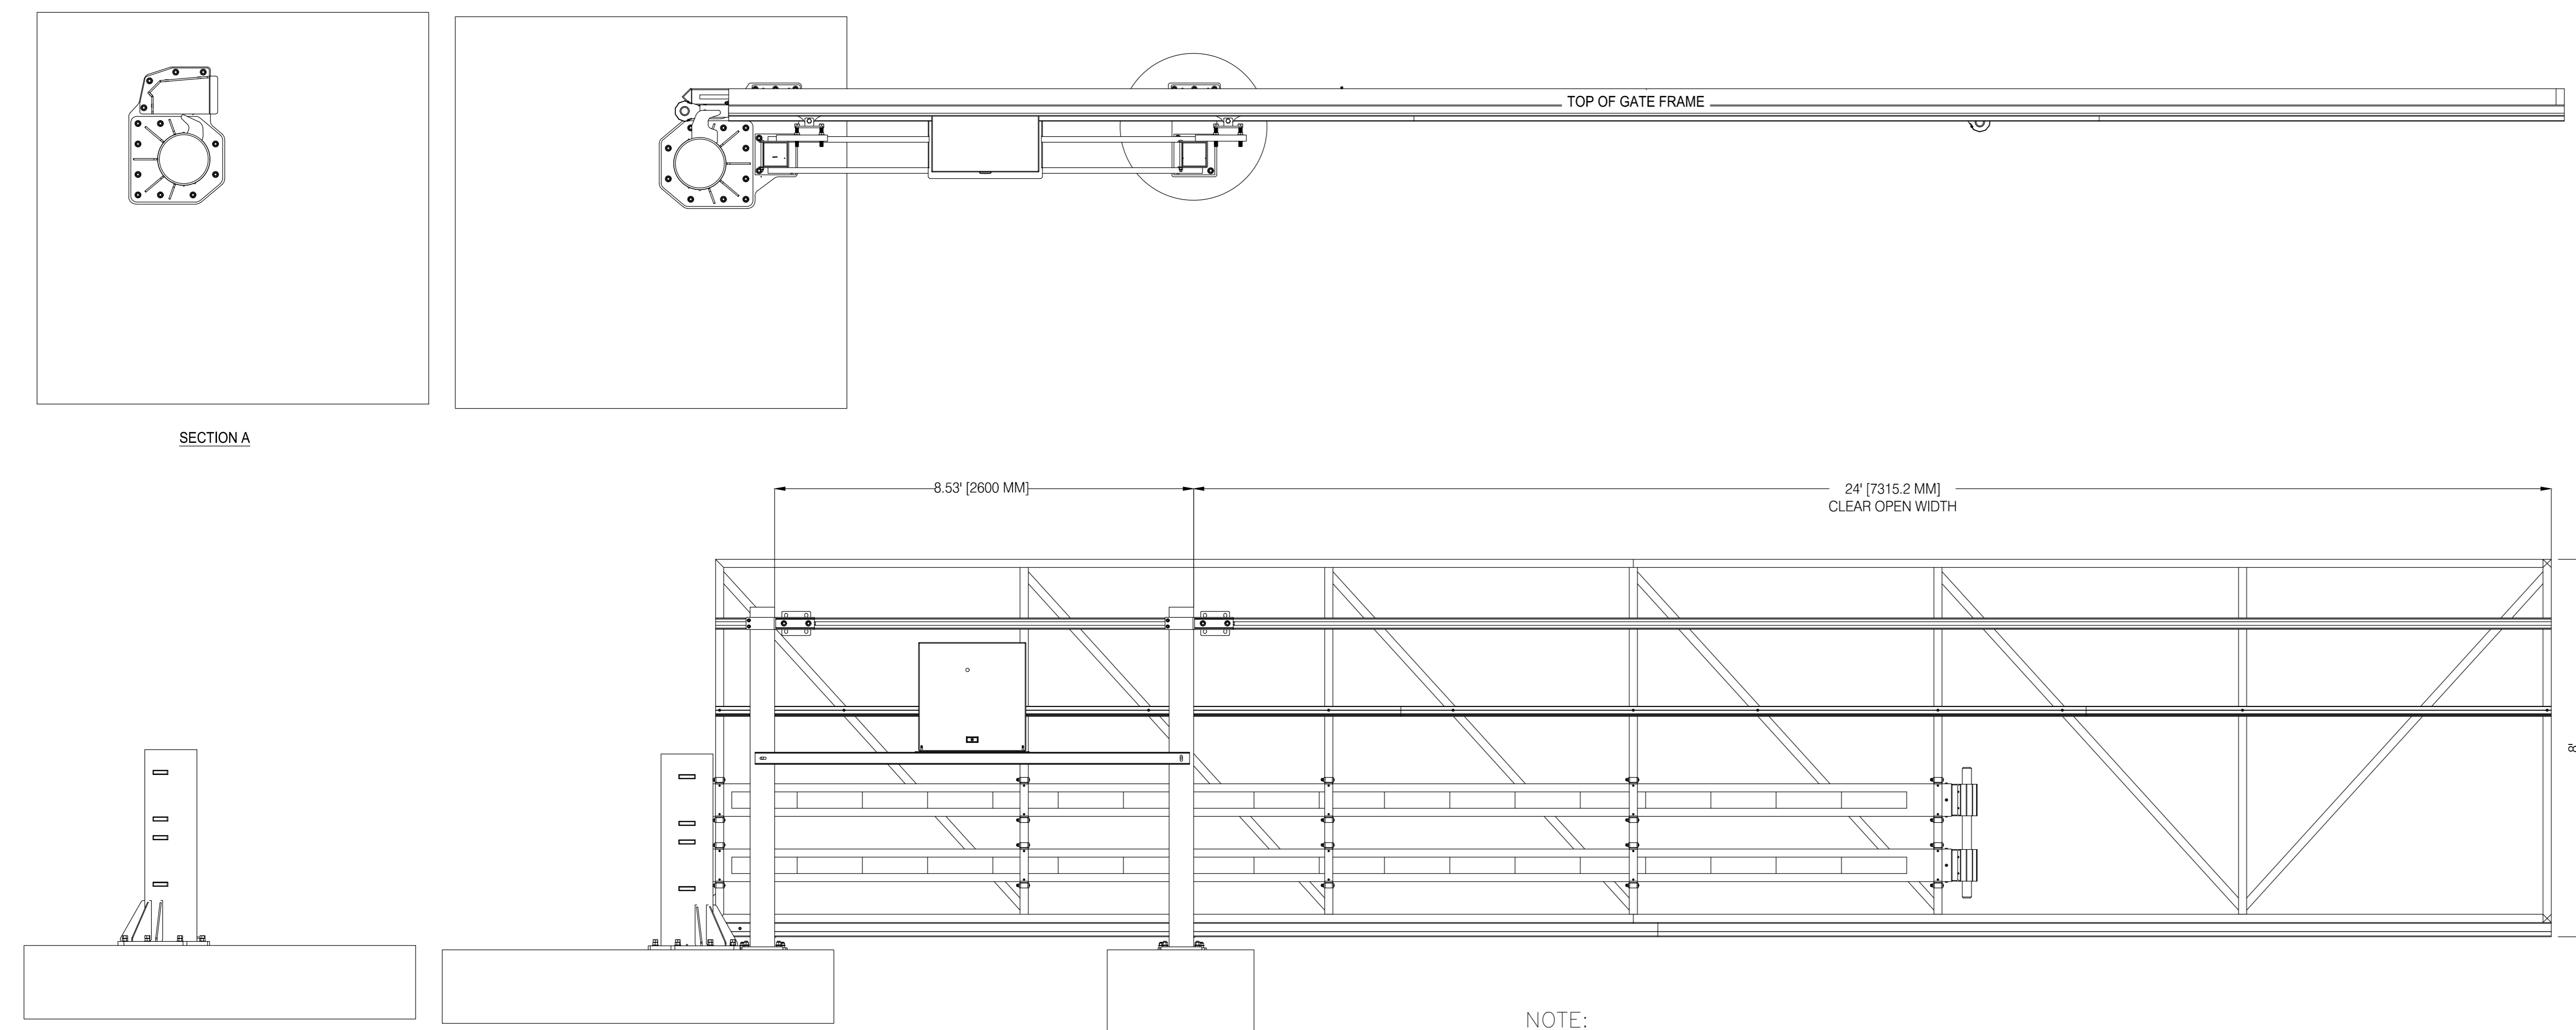 TOP OF GATE FRAME
SECTION A
8.53' [2600 MM]
24' [7315.2 MM]
CLEAR OPEN WIDTH
NOTE: